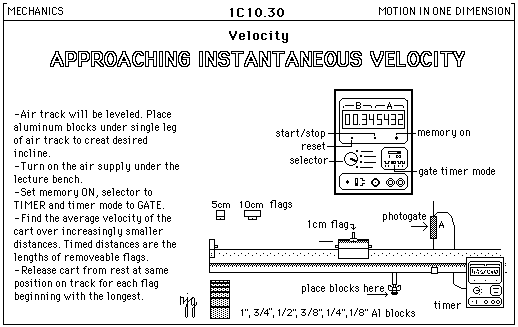 MECHANICS
1C10.30
MOTION IN ONE DIMENSION
Velocity
APPROACHING INSTANTANEOUS VELOCITY
-Air track will be leveled. Place
aluminum blocks under single leg
of air track to creat desired
incline.
-Turn on the air supply under the
lecture bench.
-Set memory ON, selector to
TIMER and timer mode to GATE.
-Find the average velocity of the
cart over increasingly smaller
distances. Timed distances are the
lengths of removeable flags.
-Release cart from rest at same
position on track for each flag
beginning with the longest.
B A
00.345432
start/stop
memory on
reset
selector
gate timer mode
5cm 10cm flags
photogate
1cm flag
A
place blocks here
timer
1", 3/4", 1/2", 3/8", 1/4", 1/8" Al blocks